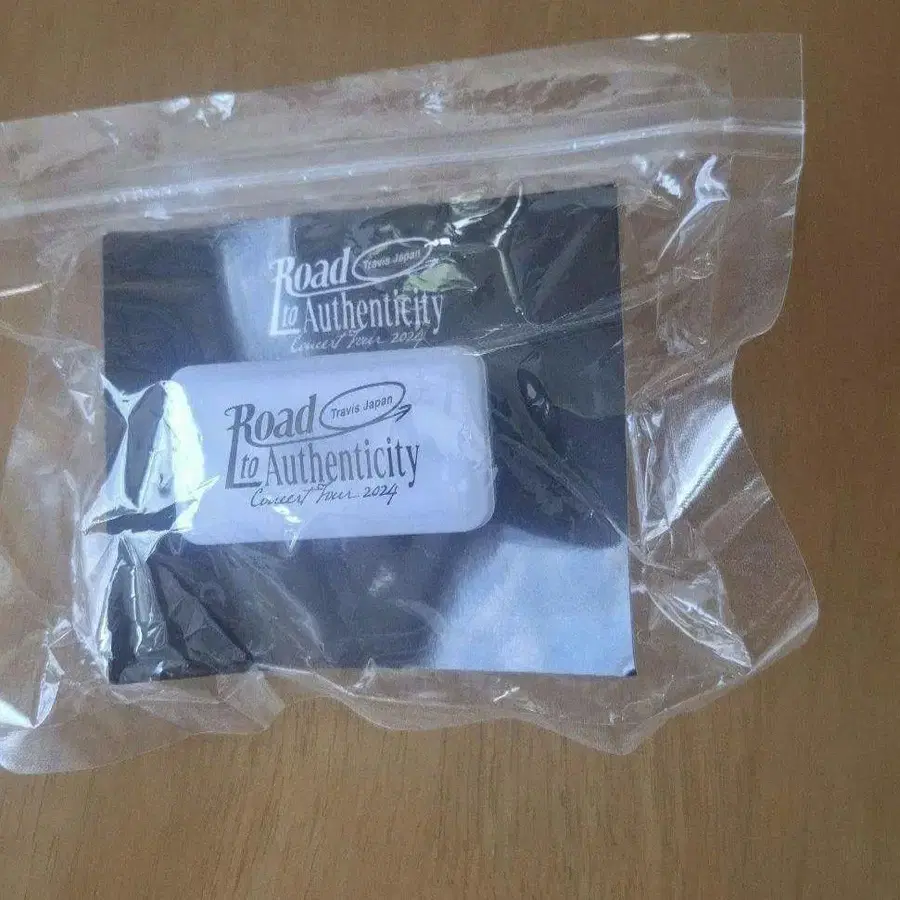 Road Travis Japan
to Authenticity
Concert Tour 2024
Road Travis Japan
to Authenticity
Concert Tour 2024